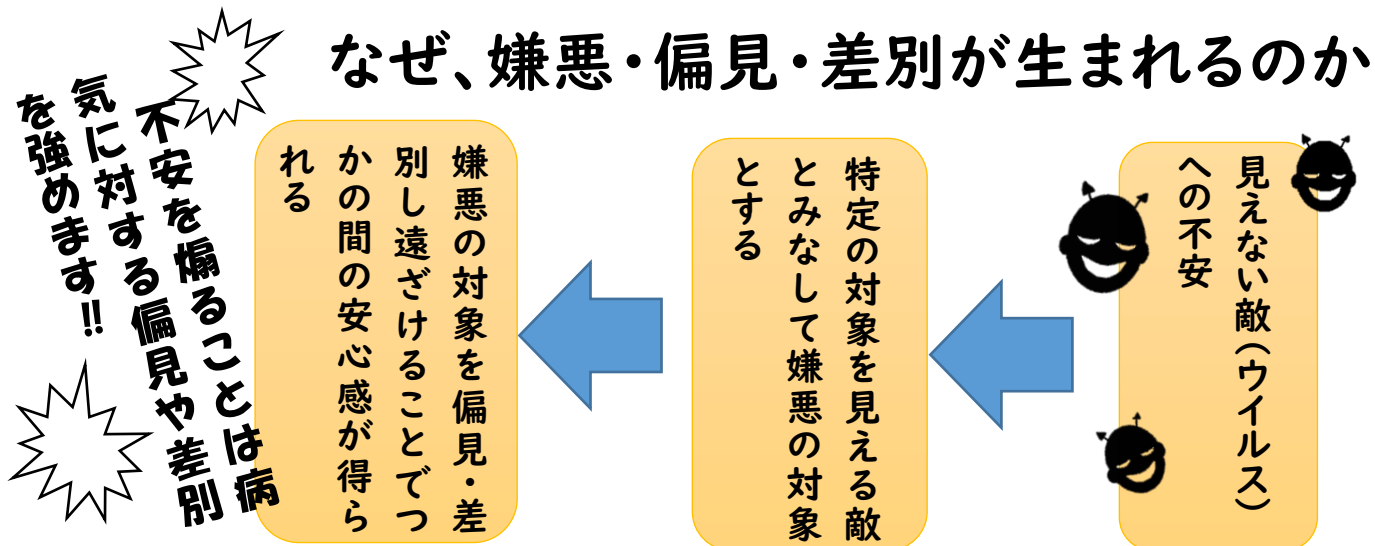 なぜ、嫌悪・偏見・差別が生まれるのか
見えない敵(ウイルス)
への不安
特定の対象を見える敵
とみなして嫌悪の対象
とする
嫌悪の対象を偏見・差
別し遠ざけることでつ
かの間の安心感が得ら
れる
不安を煽ることは病
気に対する偏見や差別
を強めます!!